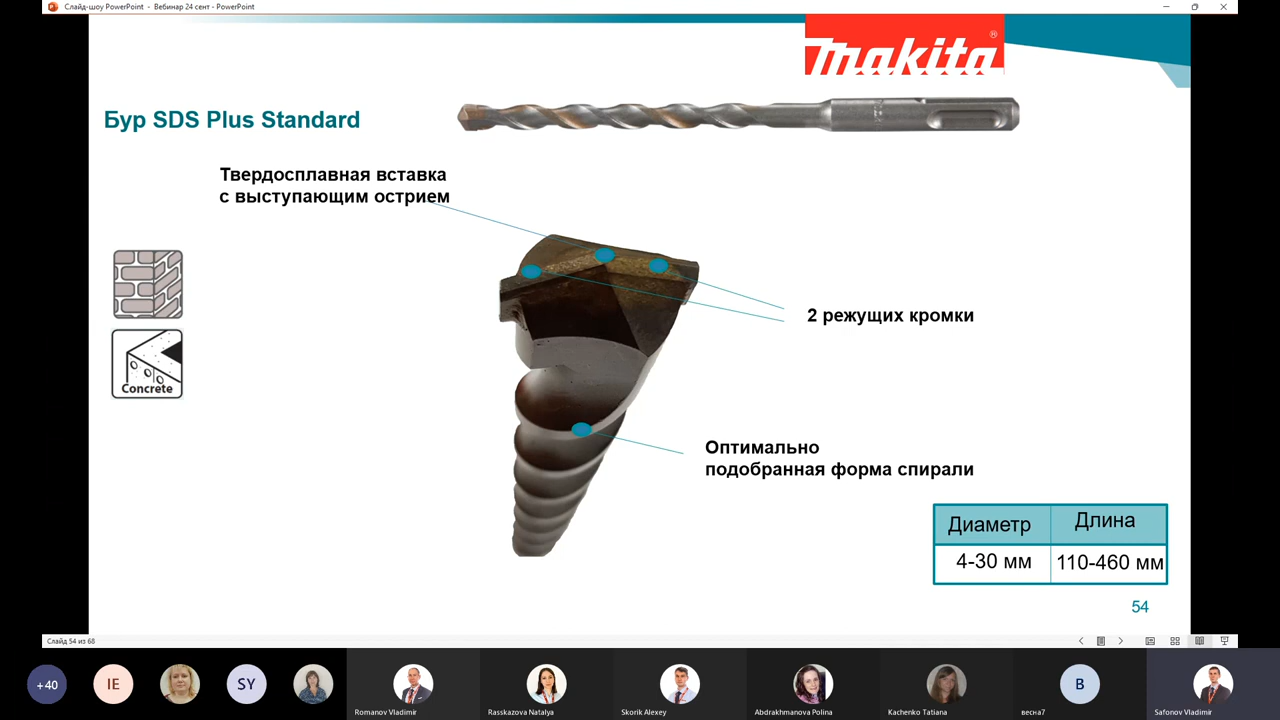 Слайд-шоу PowerPoint - Вебинар 24 сент - PowerPoint
makita®
Бур SDS Plus Standard
Твердосплавная вставка
с выступающим острием
Concrete
2 режущих кромки
Оптимально
подобранная форма спирали
Диаметр Длина
4-30 мм 110-460 мм
54
Слайд 54 из 68
+40 IE SY B
Romanov Vladimir Rasskazova Natalya Skorik Alexey Abdrakhmanova Polina Kachenko Tatiana весна7 Safonov Vladimir